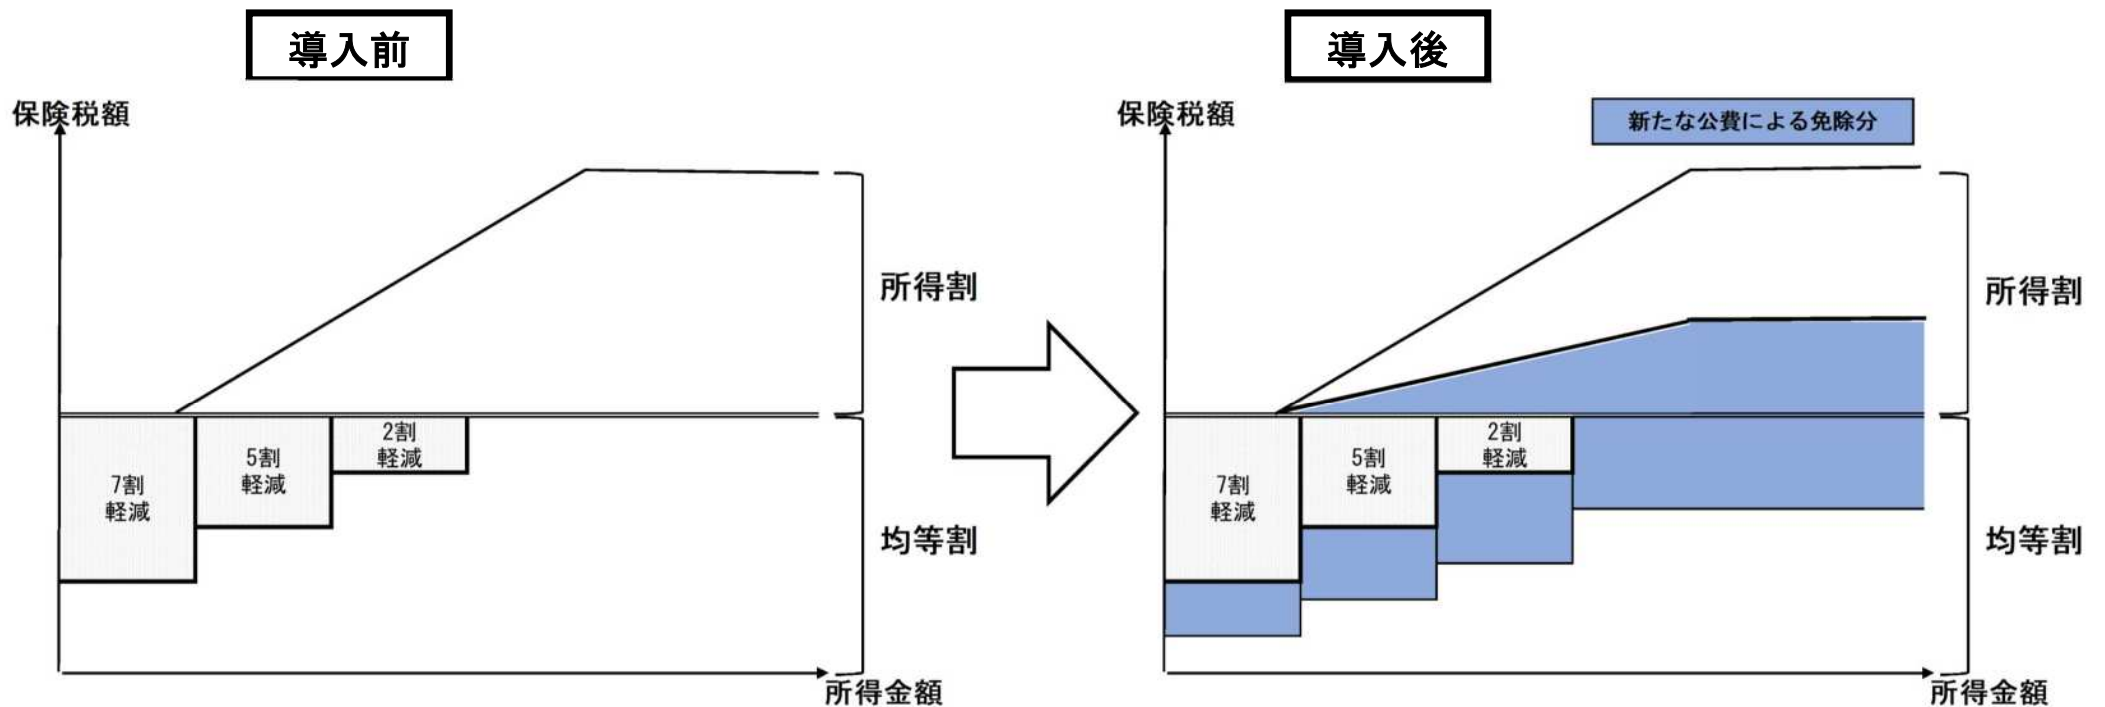 導入前
保険税額
7割
軽減
5割
軽減
2割
軽減
所得割
均等割
所得金額
導入後
保険税額
新たな公費による免除分
7割
軽減
5割
軽減
2割
軽減
所得割
均等割
所得金額